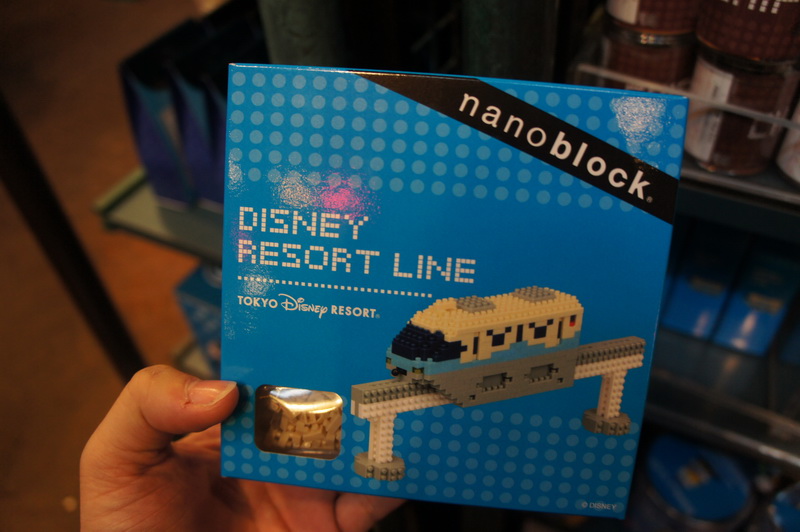 nanoblock®
DISNEY
RESORT LINE
TOKYO Disney RESORT®
© DISNEY